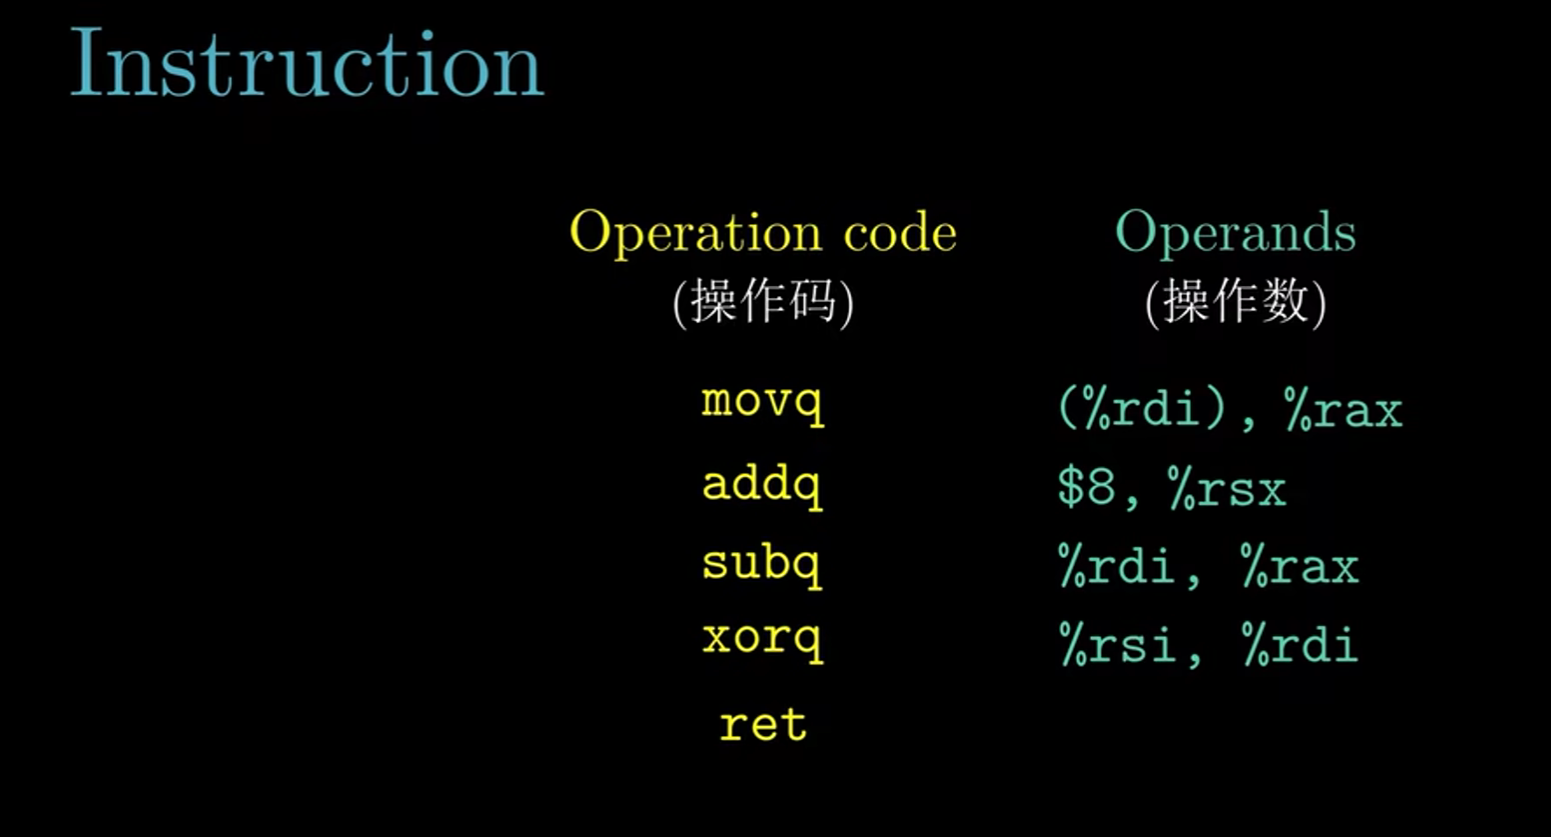 Instruction
Operation code Operands
(操作码) (操作数)
movq (%rdi), %rax
addq $8, %rsx
subq %rdi, %rax
xorq %rsi, %rdi
ret